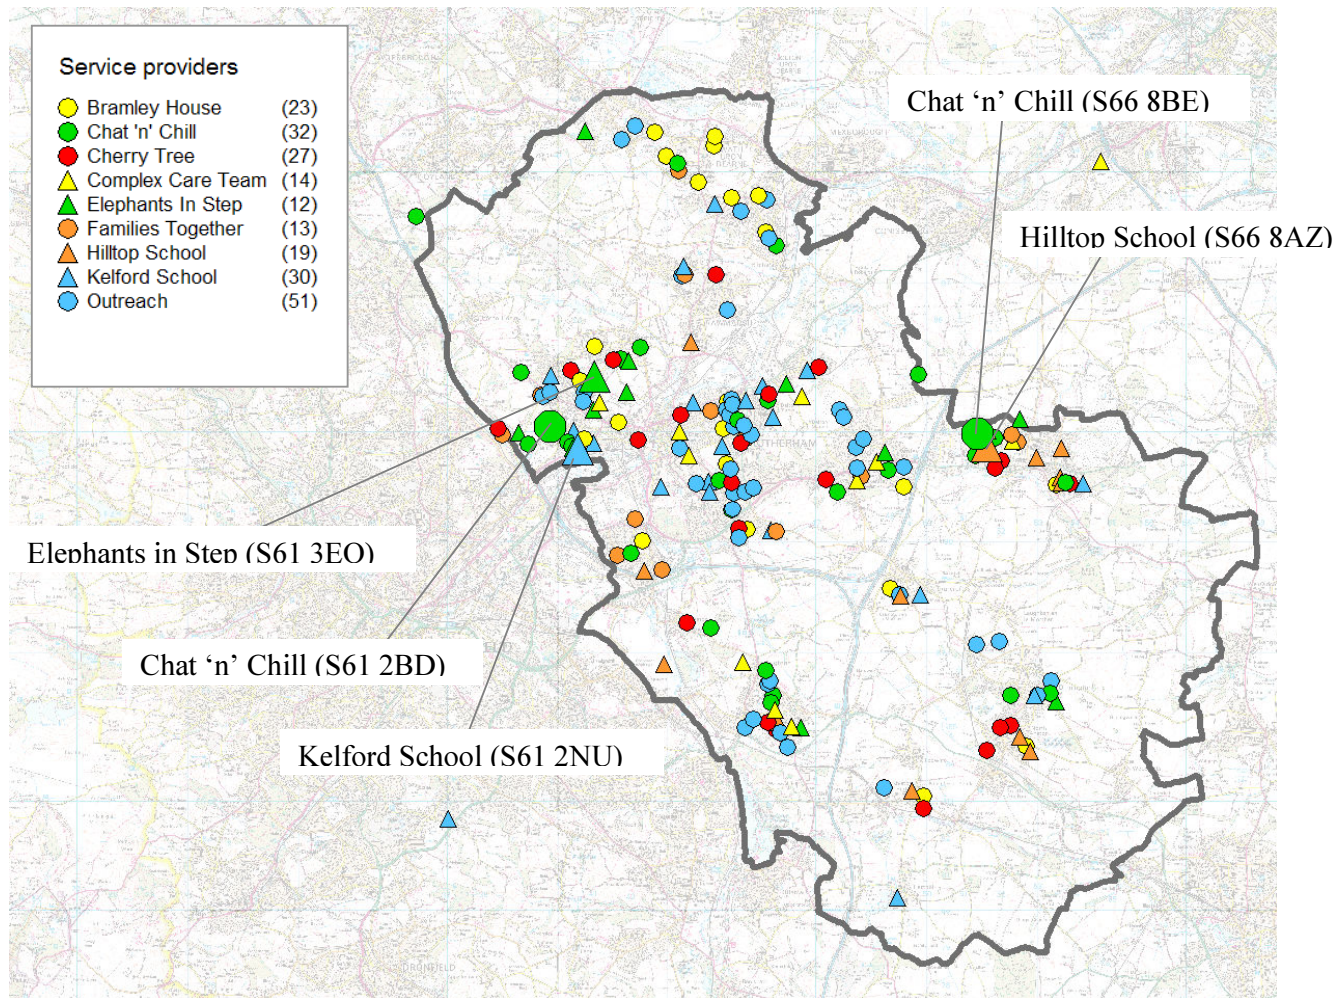 Service providers
Bramley House (23)
Chat 'n' Chill (32)
Cherry Tree (27)
Complex Care Team (14)
Elephants In Step (12)
Families Together (13)
Hilltop School (19)
Kelford School (30)
Outreach (51)
Chat ‘n’ Chill (S66 8BE)
Hilltop School (S66 8AZ)
Elephants in Step (S61 3EO)
Chat ‘n’ Chill (S61 2BD)
Kelford School (S61 2NU)
DRONFIELD